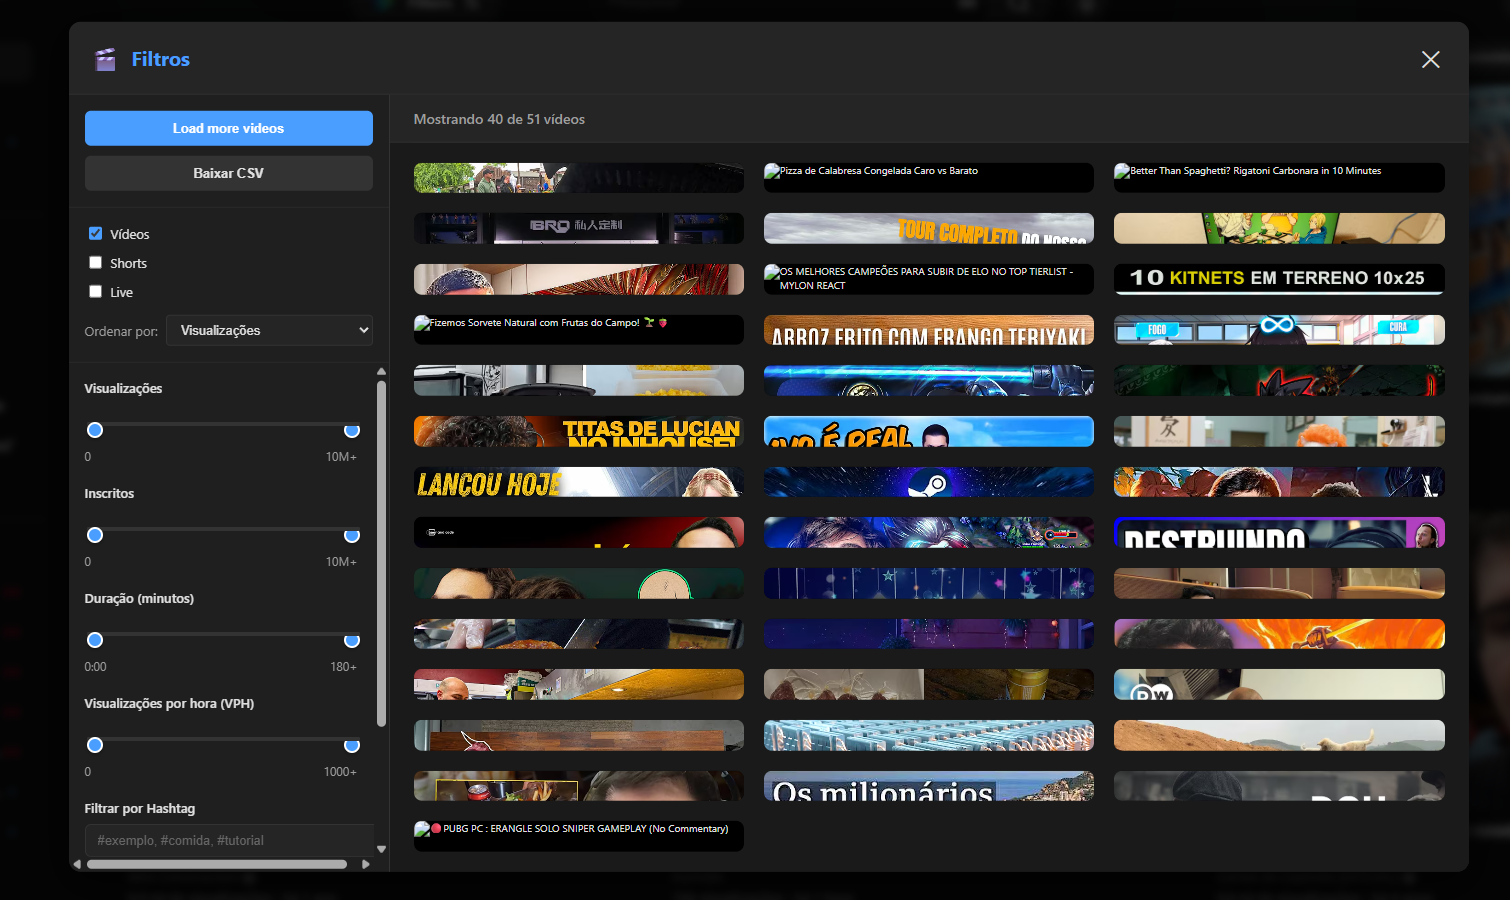 Filtros
Load more videos
Baixar CSV
Vídeos
Shorts
Live
Ordenar por:
Visualizações
Visualizações
0
10M+
Inscritos
0
10M+
Duração (minutos)
0:00
180+
Visualizações por hora (VPH)
0
1000+
Filtrar por Hashtag
#exemplo, #comida, #tutorial
Mostrando 40 de 51 vídeos
Pizza de Calabresa Congelada Caro vs Barato
Better Than Spaghetti? Rigatoni Carbonara in 10 Minutes
BRO 私人定制
TOUR COMPLETO
DO NOSSO
OS MELHORES CAMPEÕES PARA SUBIR DE ELO NO TOP TIERLIST -
MYLON REACT
10 KITNETS EM TERRENO 10x25
Fizemos Sorvete Natural com Frutas do Campo! 🌱 🍓
ARROZ FRITO COM FRANGO TERIYAKI
FOGO
CURA
TITAS DE LUCIAN
NO INHOUSE!
É REAL
LANÇOU HOJE
DESTRUINDO
DW
Os milionários
🔴 PUBG PC : ERANGLE SOLO SNIPER GAMEPLAY (No Commentary)